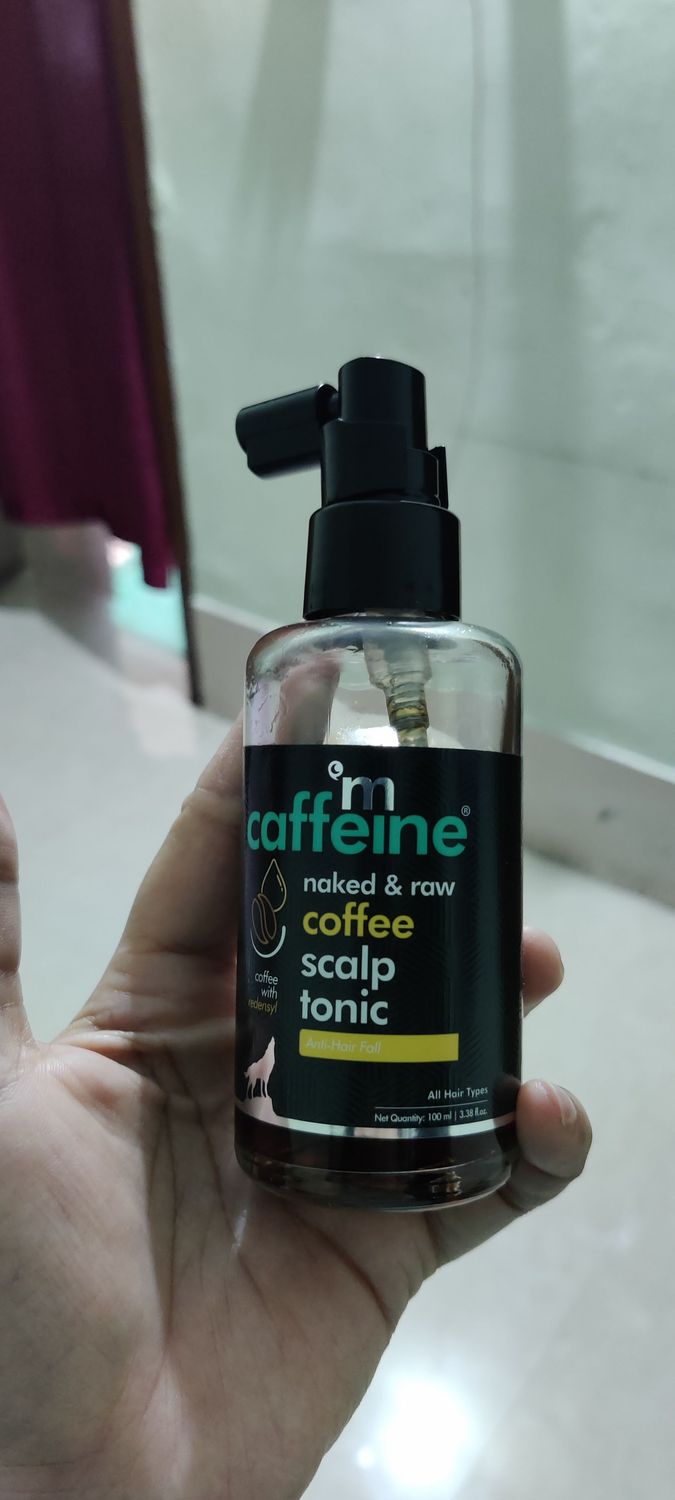 'm
caffeine®
naked & raw
coffee
scalp
tonic
coffee
with
redensyl
Anti-Hair Fall
All Hair Types
Net Quantity: 100 ml | 3.38 fl.oz.